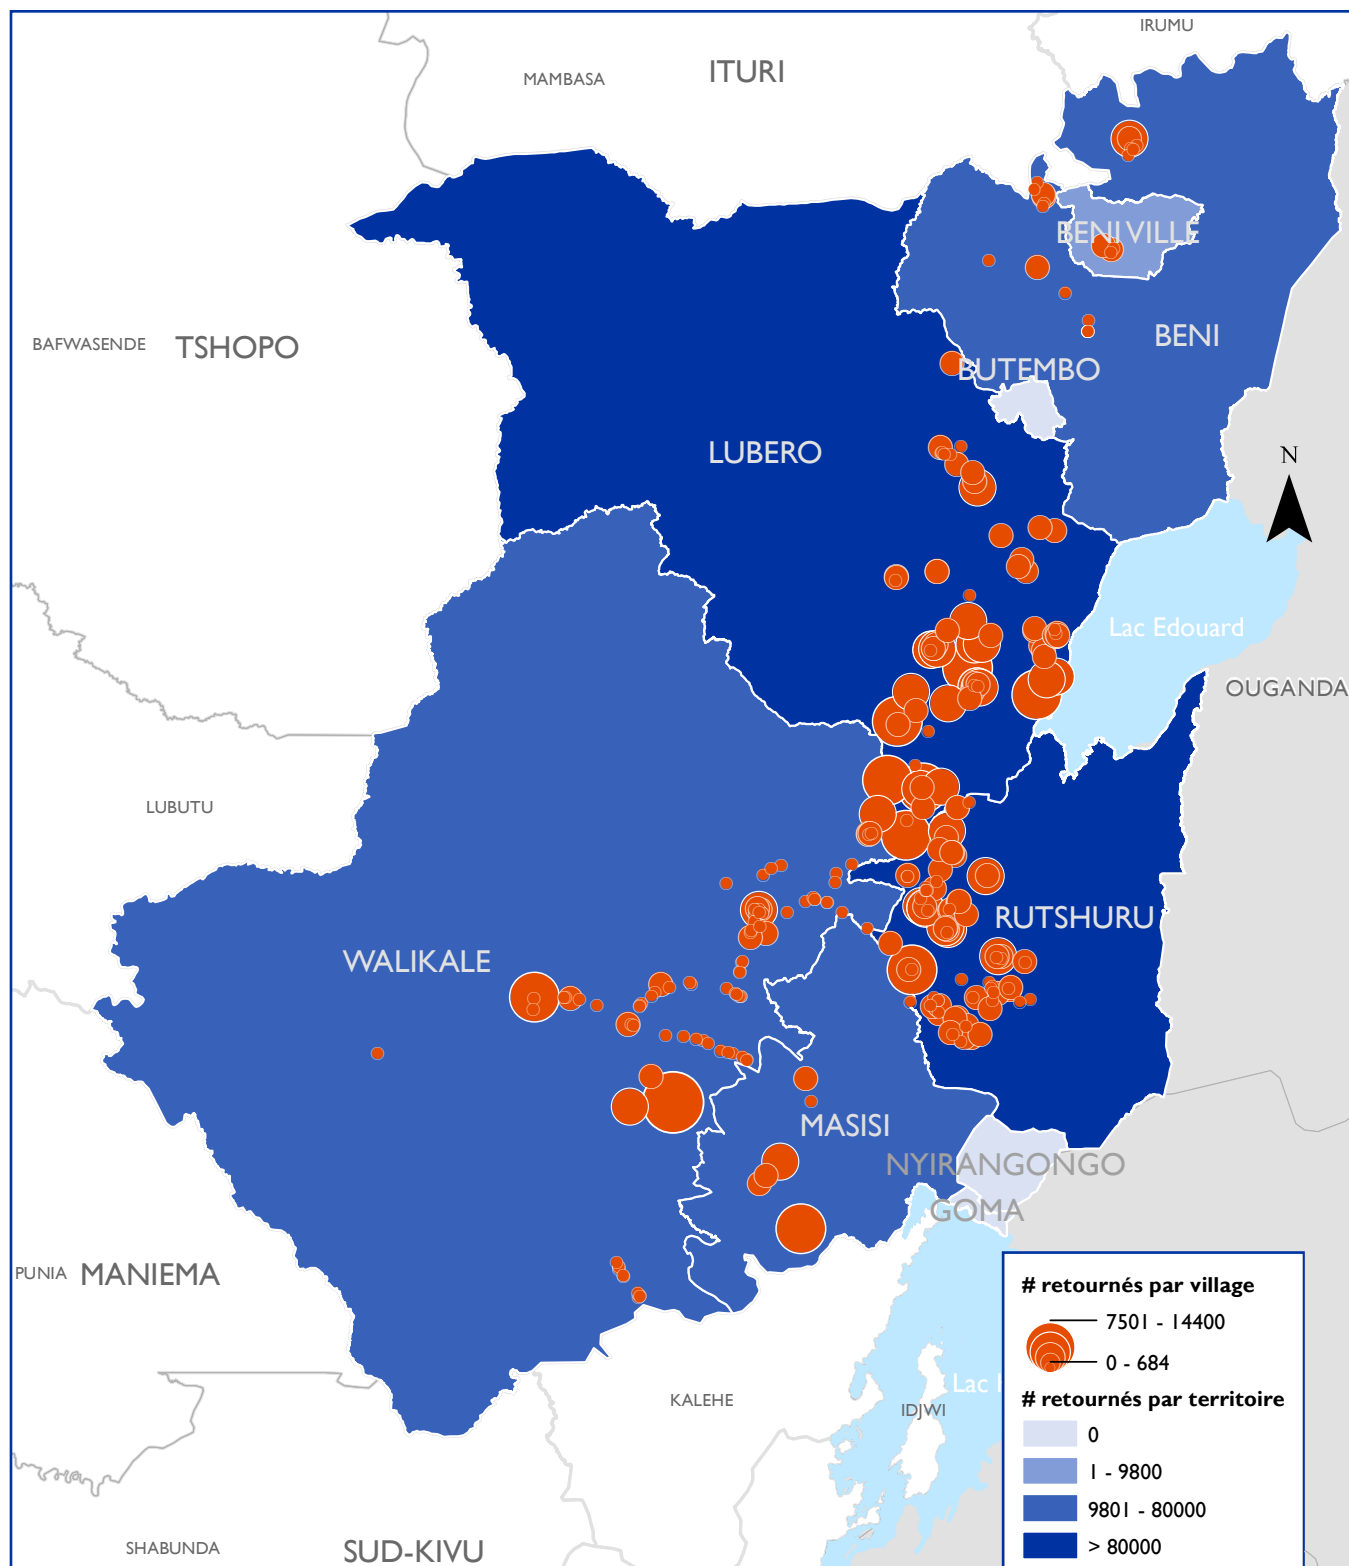 IRUMU
ITURI
MAMBASA
BENI VILLE
BENI
BAFWASENDE
TSHOPO
BUTEMBO
LUBERO
N
Lac Edouard
OUGANDA
LUBUTU
RUTSHURU
WALIKALE
MASISI
NYIRANGONGO
GOMA
PUNIA
MANIEMA
KALEHE
IDJWI
Lac
SHABUNDA
SUD-KIVU
# retournés par village
7501 - 14400
0 - 684
# retournés par territoire
0
1 - 9800
9801 - 80000
> 80000